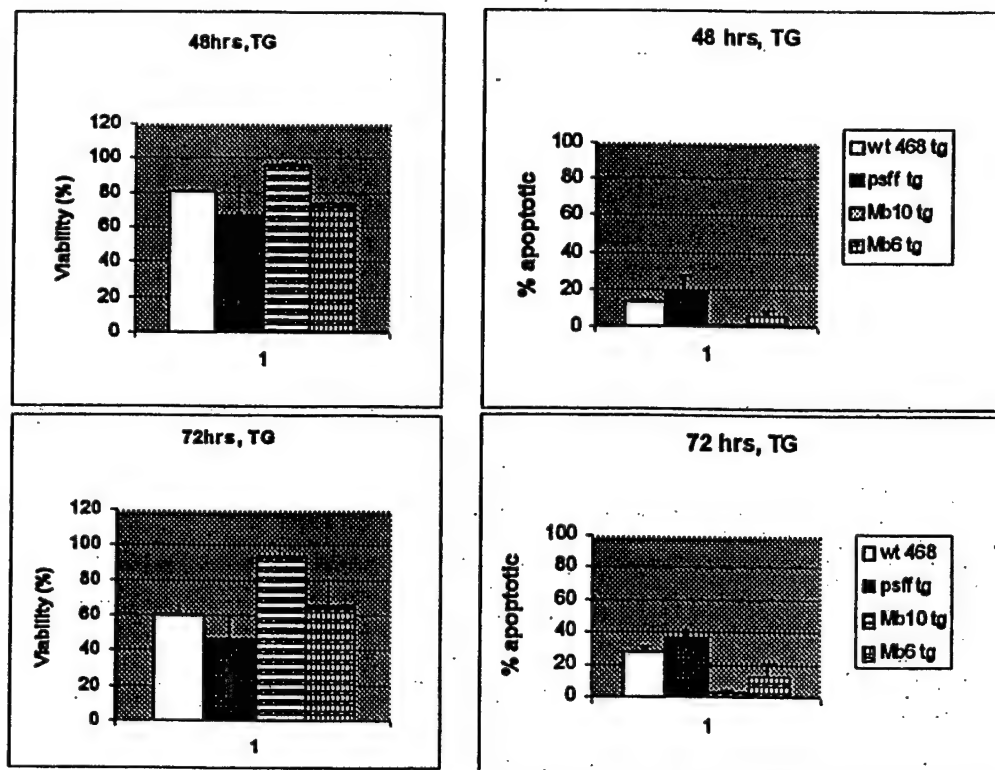 48hrs,TG
Viability (%)
120
100
80
60
40
20
0
1
48 hrs, TG
% apoptotic
100
80
60
40
20
0
1
wt 468 tg
psff tg
Mb10 tg
Mb6 tg
72hrs, TG
Viability (%)
120
100
80
60
40
20
0
1
72 hrs, TG
% apoptotic
100
80
60
40
20
0
1
wt 468
psff tg
Mb10 tg
Mb6 tg